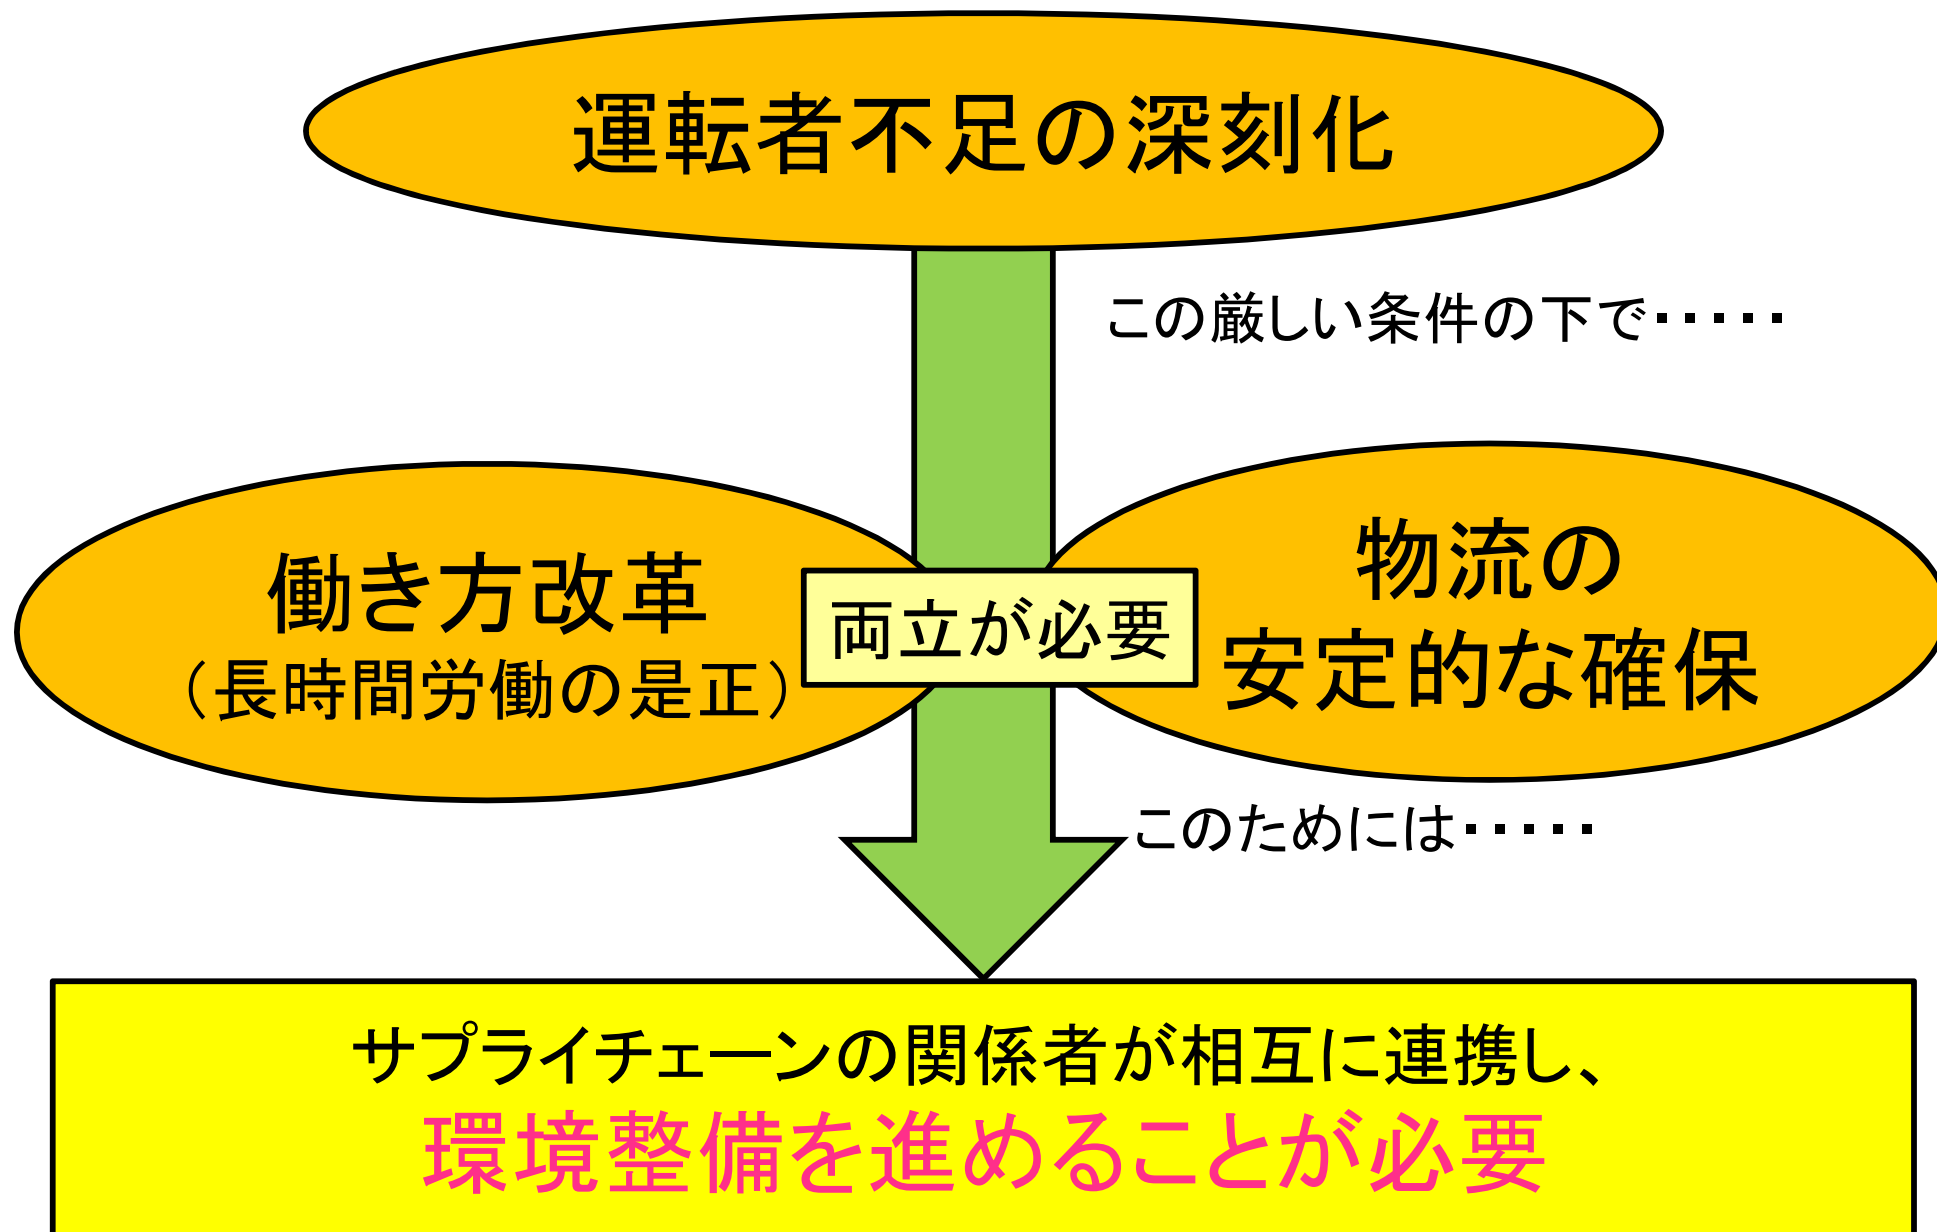 運転者不足の深刻化
この厳しい条件の下で・・・・・
働き方改革
（長時間労働の是正）
両立が必要
物流の
安定的な確保
このためには・・・・・
サプライチェーンの関係者が相互に連携し、
環境整備を進めることが必要